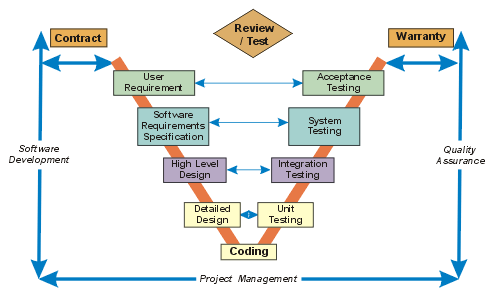 Review
/ Test
Contract
Warranty
User
Requirement
Acceptance
Testing
Software
Requirements
Specification
System
Testing
Software
Development
Quality
Assurance
High Level
Design
Integration
Testing
Detailed
Design
Unit
Testing
Coding
Project Management